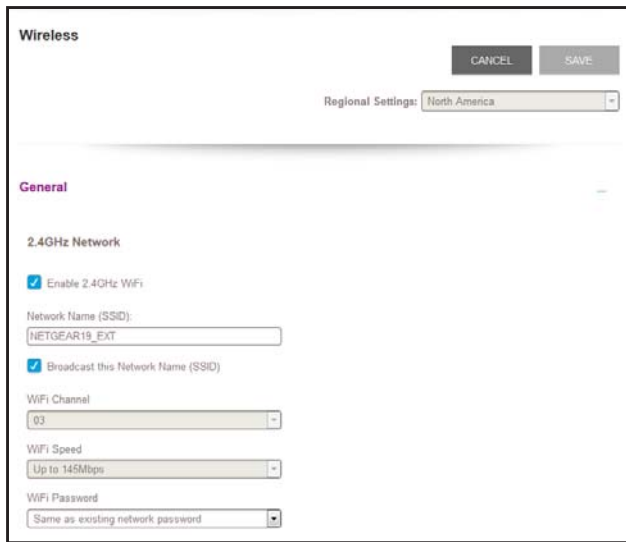 Wireless
CANCEL SAVE
Regional Settings: North America
General
2.4GHz Network
Enable 2.4GHz WiFi
Network Name (SSID):
NETGEAR19_EXT
Broadcast this Network Name (SSID)
WiFi Channel
03
WiFi Speed
Up to 145Mbps
WiFi Password
Same as existing network password